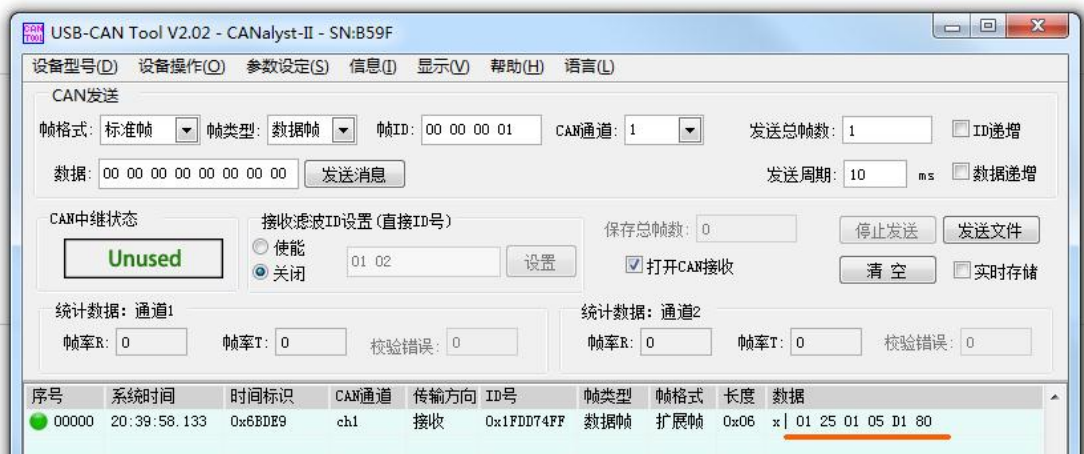 CAN TOOL USB-CAN Tool V2.02 - CANalyst-II - SN:B59F
设备型号(D) 设备操作(O) 参数设定(S) 信息(I) 显示(V) 帮助(H) 语言(L)
CAN发送
帧格式: 标准帧 帧类型: 数据帧 帧ID: 00 00 00 01 CAN通道: 1 发送总帧数: 1 ID递增
数据: 00 00 00 00 00 00 00 00 发送消息 发送周期: 10 ms 数据递增
CAN中继状态 接收滤波ID设置(直接ID号) 保存总帧数: 0 停止发送 发送文件
Unused 使能 01 02 设置
关闭 打开CAN接收 清空 实时存储
统计数据: 通道1 统计数据: 通道2
帧率R: 0 帧率T: 0 校验错误: 0 帧率R: 0 帧率T: 0 校验错误: 0
序号 系统时间 时间标识 CAN通道 传输方向 ID号 帧类型 帧格式 长度 数据
00000 20:39:58.133 0x6BDE9 ch1 接收 0x1FDD74FF 数据帧 扩展帧 0x06 x| 01 25 01 05 D1 80